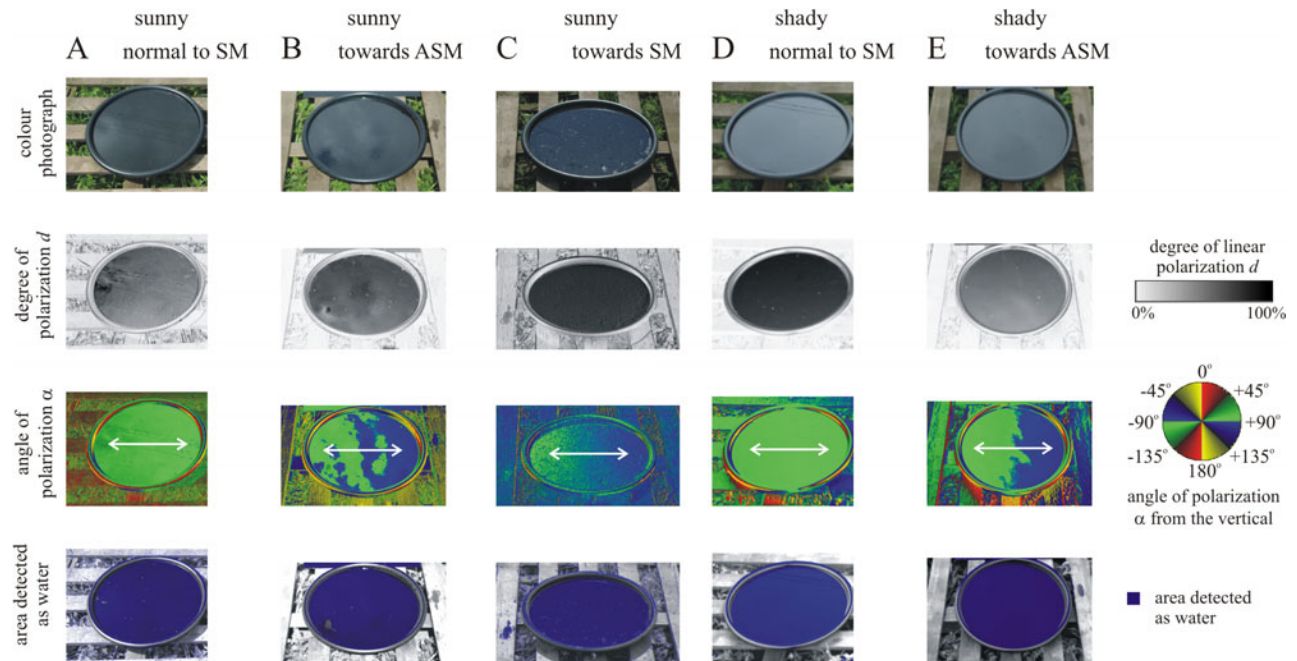 sunny
sunny
sunny
shady
shady
A normal to SM
B towards ASM
C towards SM
D normal to SM
E towards ASM
colour
photograph
degree of
polarization d
degree of linear
polarization d
0% 100%
angle of
polarization α
0°
-45° +45°
-90° +90°
-135° +135°
180°
angle of polarization
α from the vertical
area detected
as water
area detected
as water